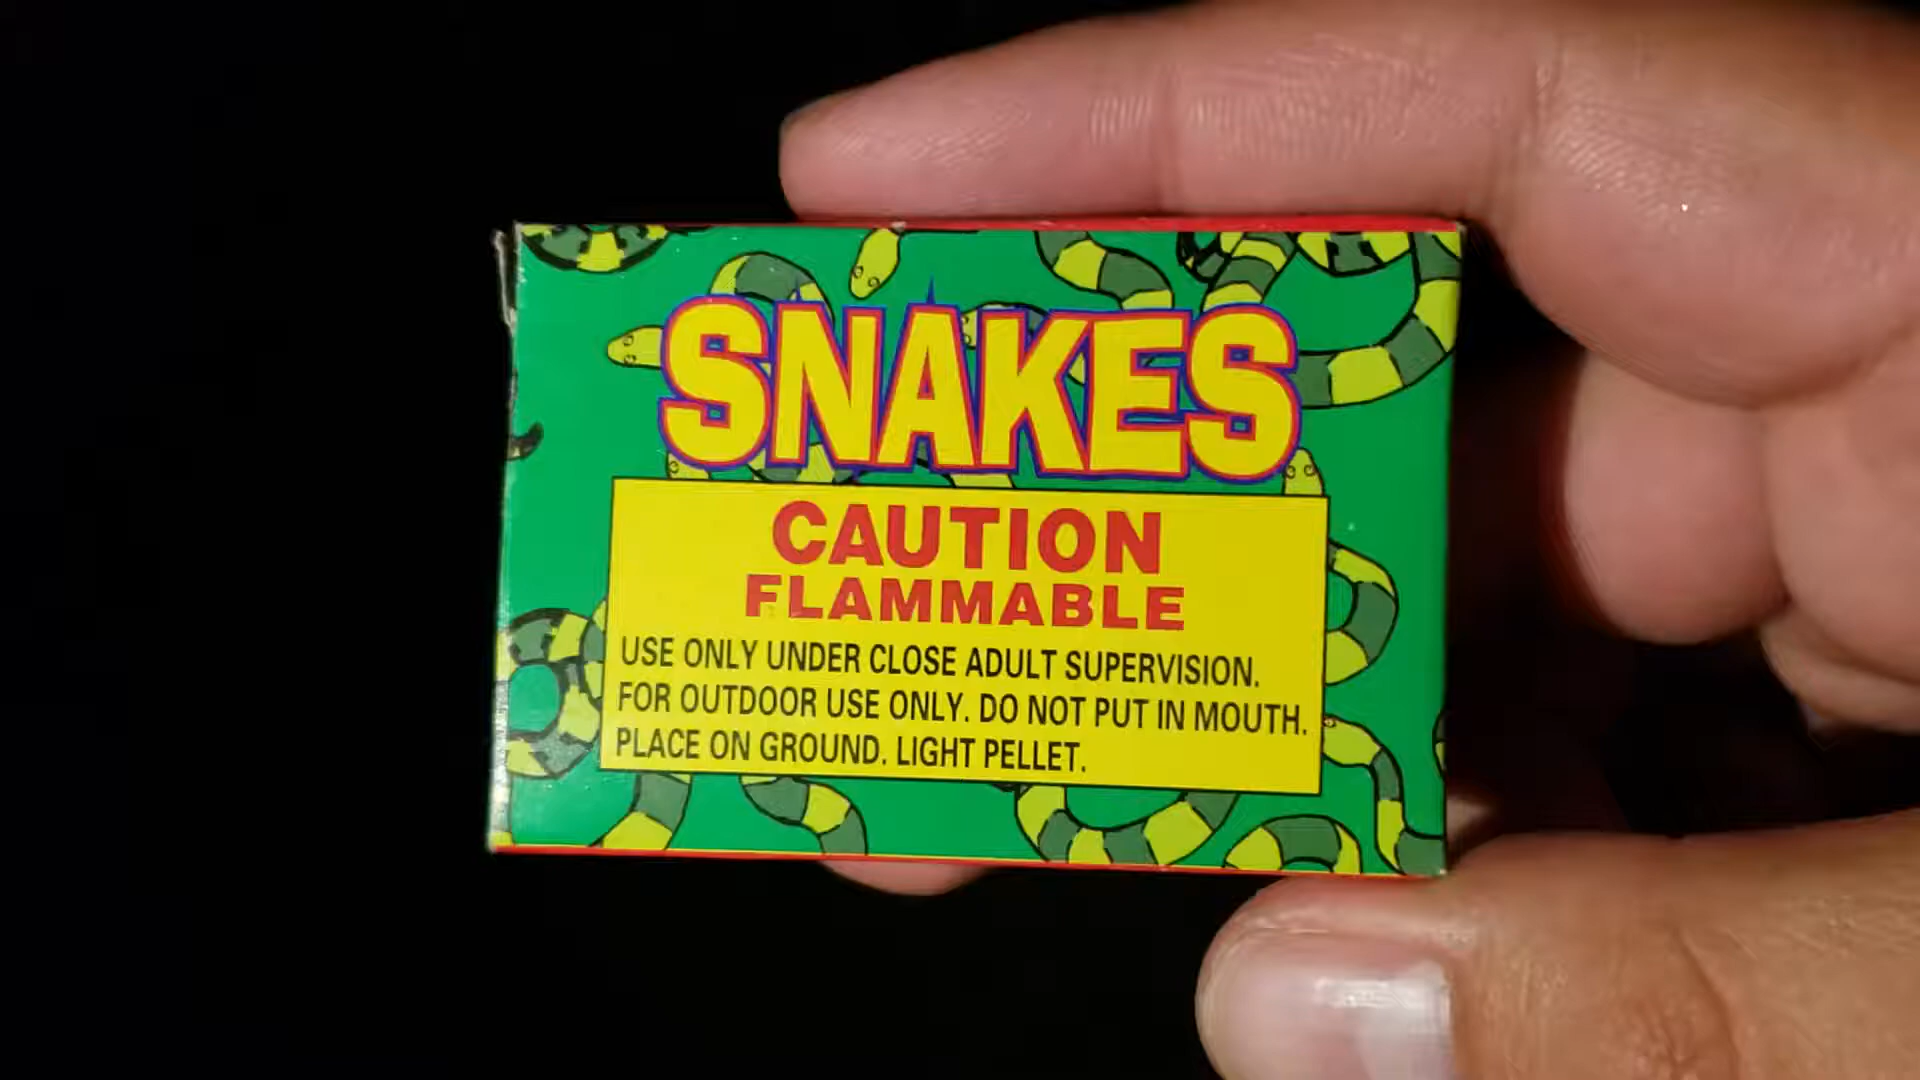 SNAKES
CAUTION
FLAMMABLE
USE ONLY UNDER CLOSE ADULT SUPERVISION.
FOR OUTDOOR USE ONLY. DO NOT PUT IN MOUTH.
PLACE ON GROUND. LIGHT PELLET.